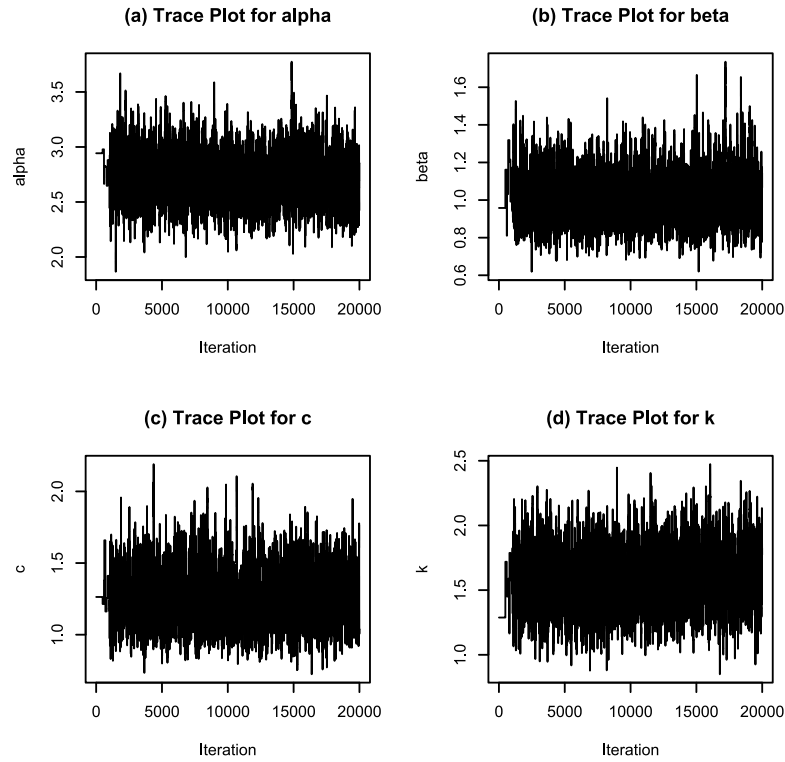 (a) Trace Plot for alpha
alpha
3.5
3.0
2.5
2.0
0 5000 10000 15000 20000
Iteration
(b) Trace Plot for beta
beta
1.6
1.4
1.2
1.0
0.8
0.6
0 5000 10000 15000 20000
Iteration
(c) Trace Plot for c
c
2.0
1.5
1.0
0 5000 10000 15000 20000
Iteration
(d) Trace Plot for k
k
2.5
2.0
1.5
1.0
0 5000 10000 15000 20000
Iteration